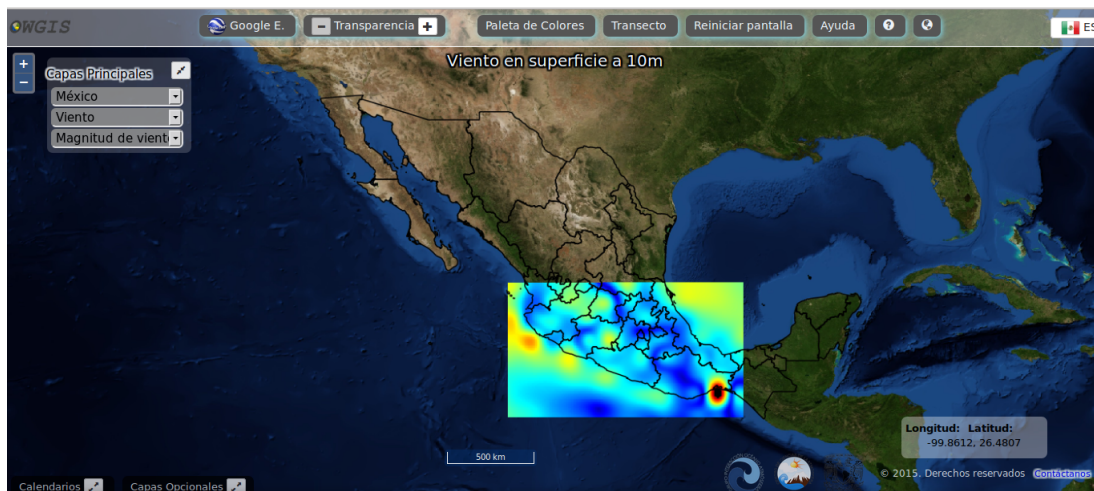 OWGIS
Google E.
Transparencia
Paleta de Colores
Transecto
Reiniciar pantalla
Ayuda
?
ES
Viento en superficie a 10m
+
−
Capas Principales
México
Viento
Magnitud de vient
Longitud: Latitud:
-99.8612, 26.4807
500 km
© 2015. Derechos reservados Contáctanos
Calendarios
Capas Opcionales